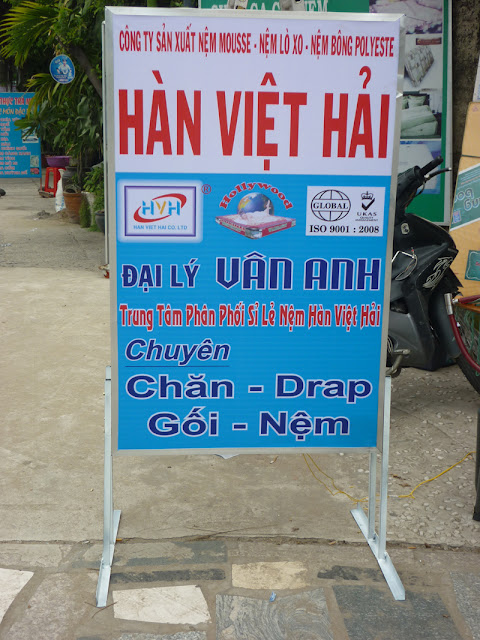 CÔNG TY SẢN XUẤT NỆM MOUSSE - NỆM LÒ XO - NỆM BÔNG POLYESTE
HÀN VIỆT HẢI
HVH ®
HAN VIET HAI CO., LTD
Hollywood
GLOBAL
UKAS
ISO 9001 : 2008
ĐẠI LÝ VÂN ANH
Trung Tâm Phân Phối Sỉ Lẻ Nệm Hàn Việt Hải
Chuyên
Chăn - Drap
Gối - Nệm